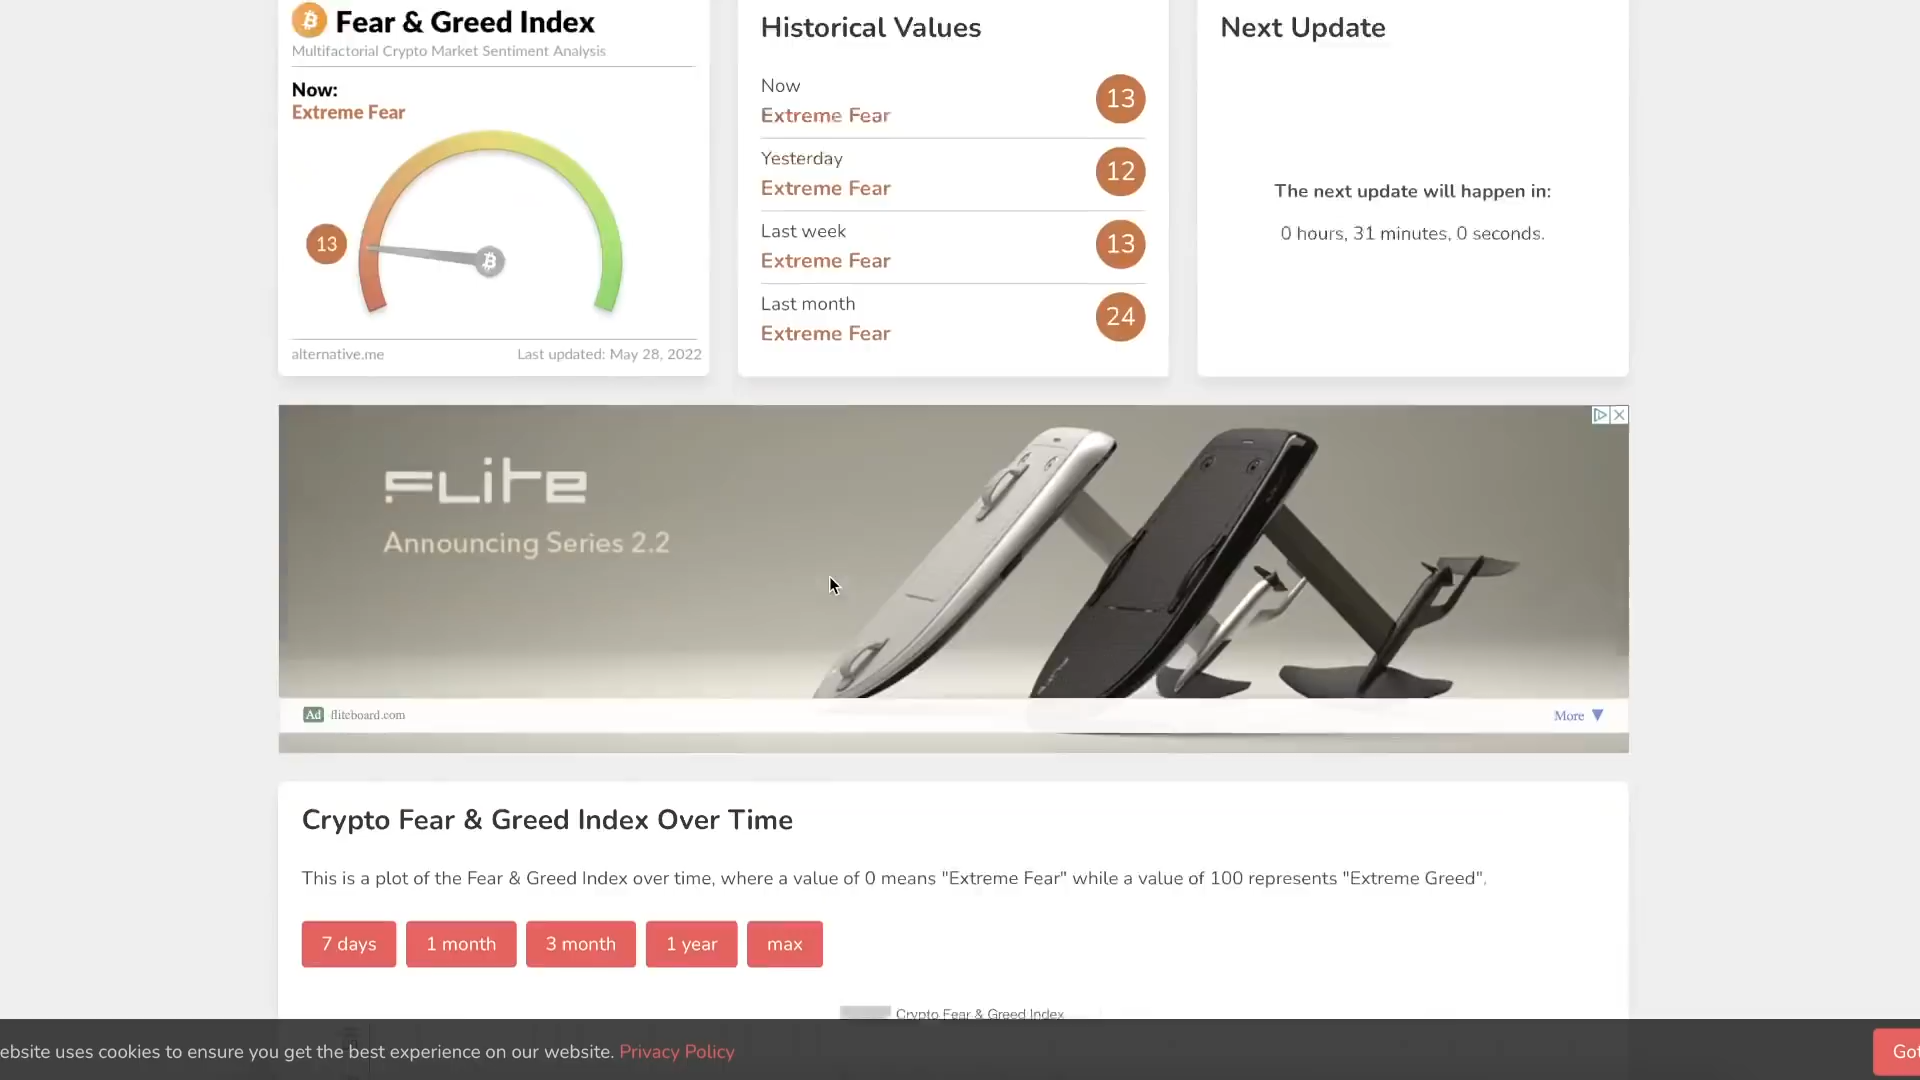 Fear & Greed Index
Multifactorial Crypto Market Sentiment Analysis
Now:
Extreme Fear
13
alternative.me
Last updated: May 28, 2022
Historical Values
Now
Extreme Fear
13
Yesterday
Extreme Fear
12
Last week
Extreme Fear
13
Last month
Extreme Fear
24
Next Update
The next update will happen in:
0 hours, 31 minutes, 0 seconds.
FLITE
Announcing Series 2.2
Ad fliteboard.com
More
Crypto Fear & Greed Index Over Time
This is a plot of the Fear & Greed Index over time, where a value of 0 means "Extreme Fear" while a value of 100 represents "Extreme Greed".
7 days
1 month
3 month
1 year
max
Crypto Fear & Greed Index
ebsite uses cookies to ensure you get the best experience on our website. Privacy Policy
Got